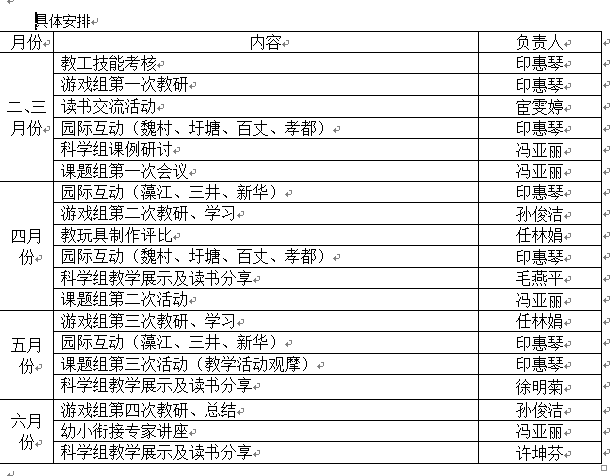 具体安排
月份 内容 负责人
二、三月份 教工技能考核 印惠琴
游戏组第一次教研 印惠琴
读书交流活动 宦雯婷
园际互动（魏村、圩塘、百丈、孝都） 印惠琴
科学组课例研讨 冯亚丽
课题组第一次会议 冯亚丽
四月份 园际互动（藻江、三井、新华） 印惠琴
游戏组第二次教研、学习 孙俊洁
教玩具制作评比 任林娟
园际互动（魏村、圩塘、百丈、孝都） 印惠琴
科学组教学展示及读书分享 毛燕平
课题组第二次活动 冯亚丽
五月份 游戏组第三次教研、学习 任林娟
园际互动（藻江、三井、新华） 印惠琴
课题组第三次活动（教学活动观摩） 印惠琴
科学组教学展示及读书分享 徐明菊
六月份 游戏组第四次教研、总结 孙俊洁
幼小衔接专家讲座 冯亚丽
科学组教学展示及读书分享 许坤芬